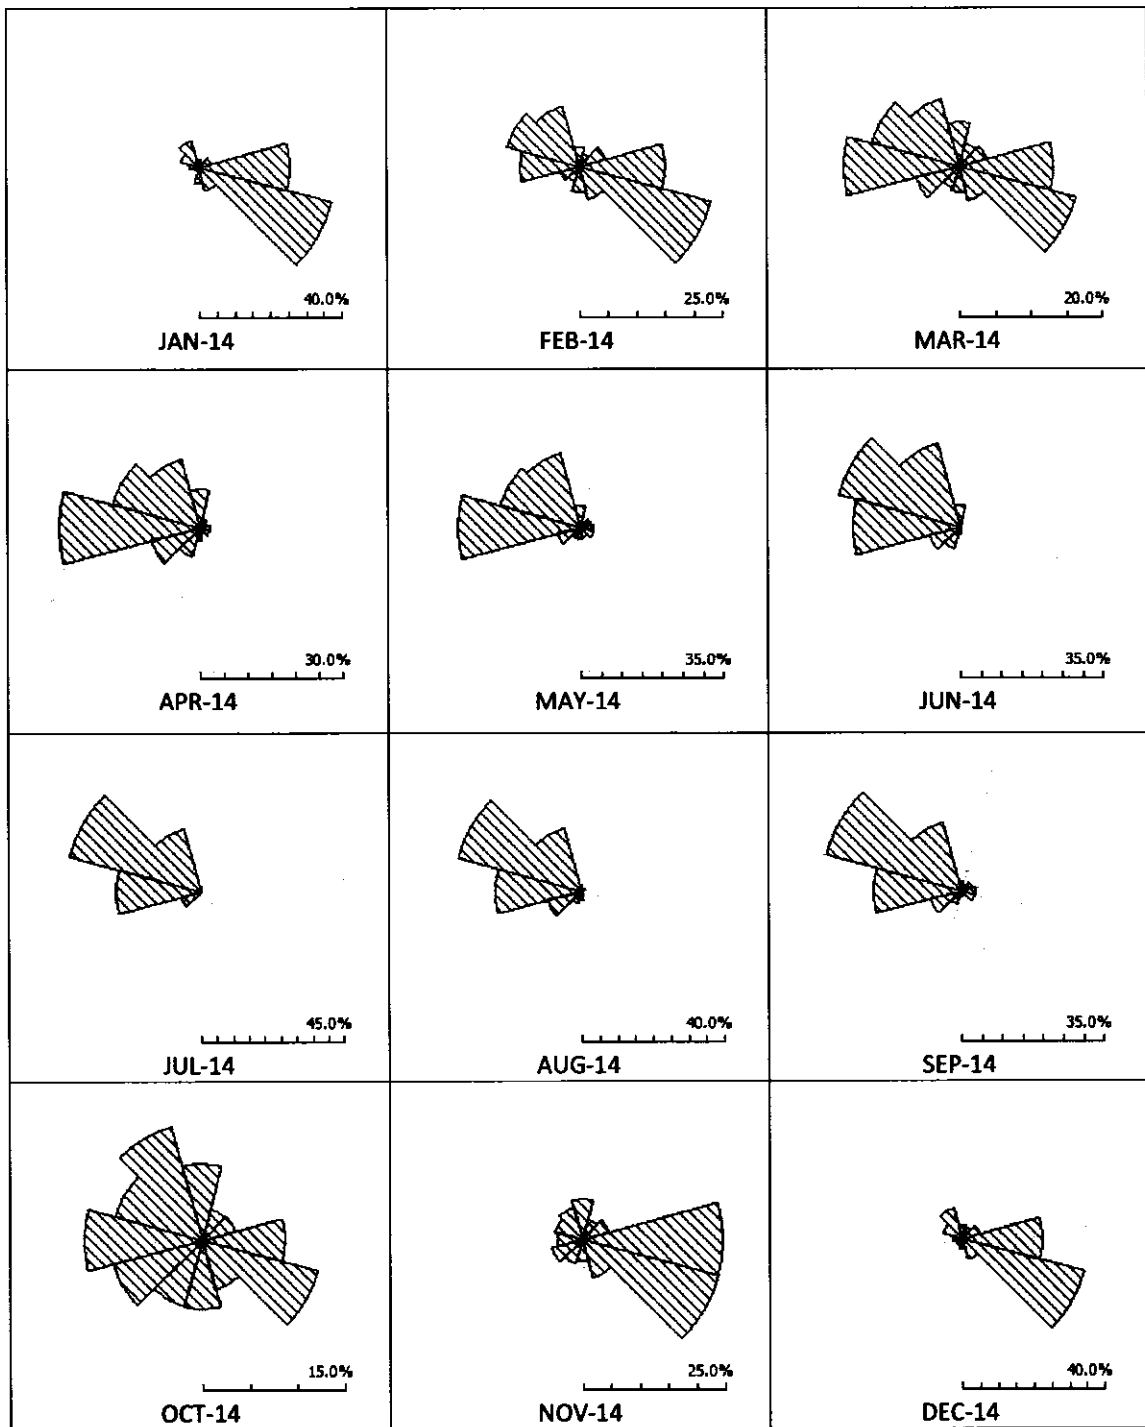 40.0%
JAN-14
25.0%
FEB-14
20.0%
MAR-14
30.0%
APR-14
35.0%
MAY-14
35.0%
JUN-14
45.0%
JUL-14
40.0%
AUG-14
35.0%
SEP-14
15.0%
OCT-14
25.0%
NOV-14
40.0%
DEC-14